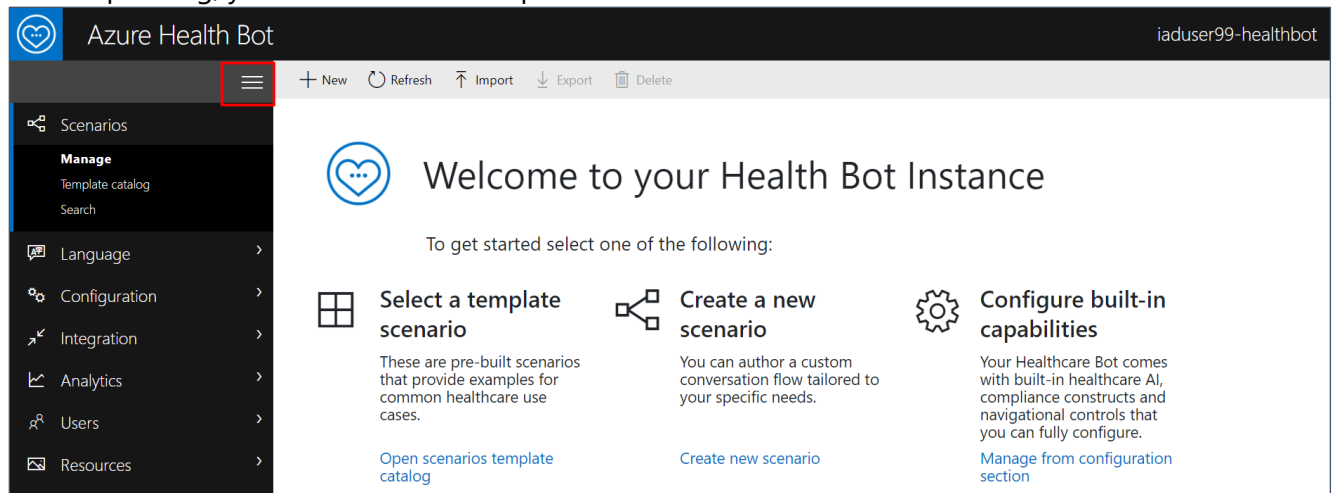 Azure Health Bot
iaduser99-healthbot
New Refresh Import Export Delete
Scenarios
Manage
Template catalog
Search
Language
Configuration
Integration
Analytics
Users
Resources
Welcome to your Health Bot Instance
To get started select one of the following:
Select a template
scenario
These are pre-built scenarios
that provide examples for
common healthcare use
cases.
Open scenarios template
catalog
Create a new
scenario
You can author a custom
conversation flow tailored to
your specific needs.
Create new scenario
Configure built-in
capabilities
Your Healthcare Bot comes
with built-in healthcare AI,
compliance constructs and
navigational controls that
you can fully configure.
Manage from configuration
section